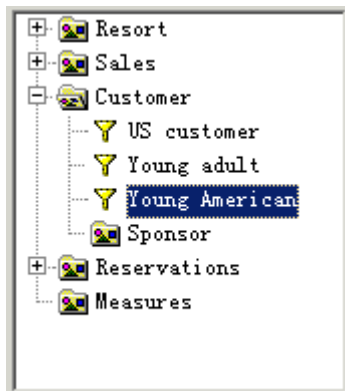 Resort
Sales
Customer
US customer
Young adult
Young American
Sponsor
Reservations
Measures